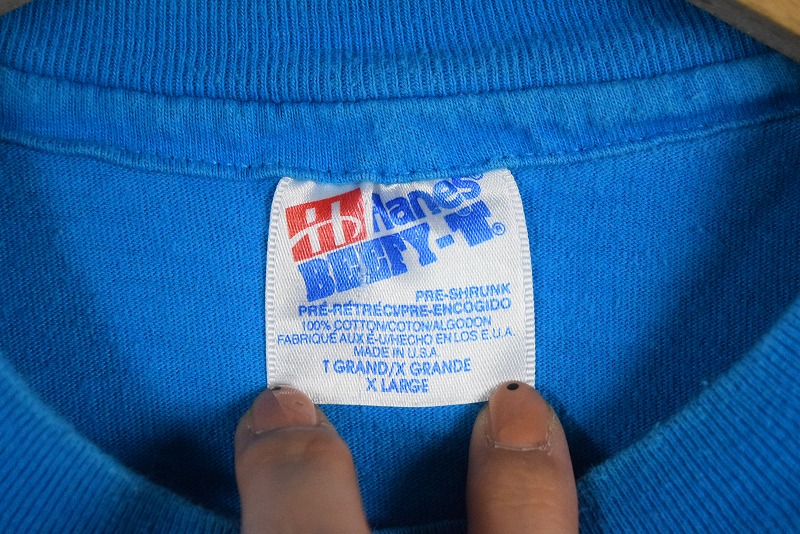 Hanes
BEEFY-T®
PRE-SHRUNK
PRÉ-RÉTRÉCI/PRE-ENCOGIDO
100% COTTON/COTON/ALGODON
FABRIQUÉ AUX É-U/HECHO EN LOS E.U.A.
MADE IN U.S.A.
T GRAND/X GRANDE
X LARGE